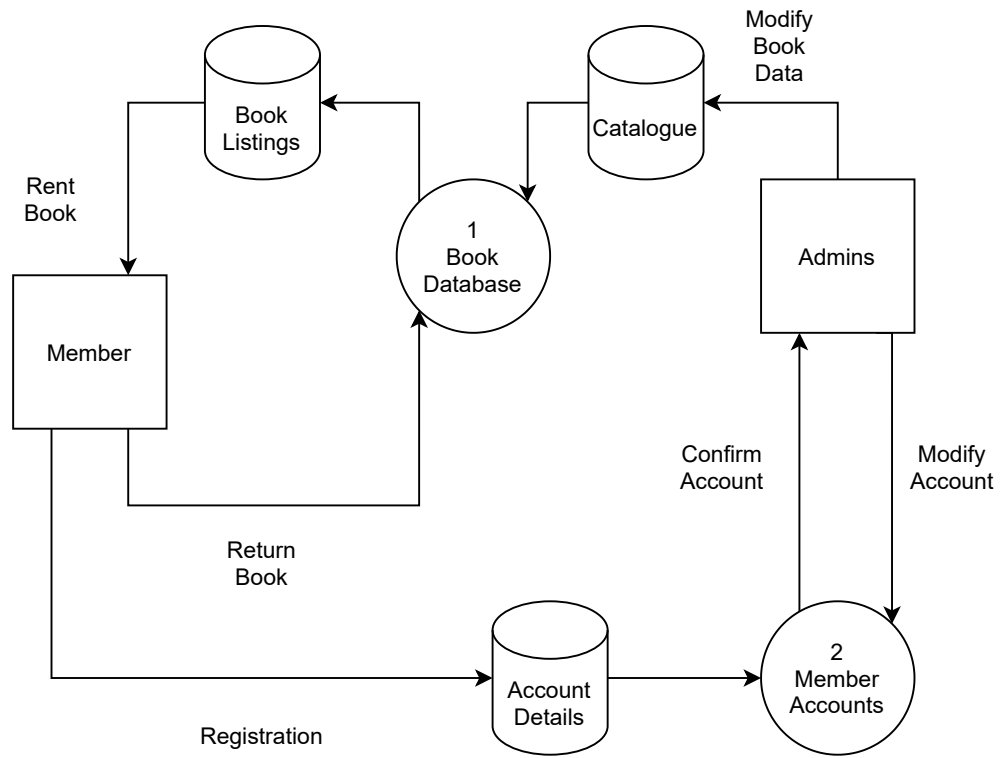 Modify
Book
Data
Book
Listings
Catalogue
Rent
Book
1
Book
Database
Admins
Member
Confirm
Account
Modify
Account
Return
Book
2
Member
Accounts
Account
Details
Registration